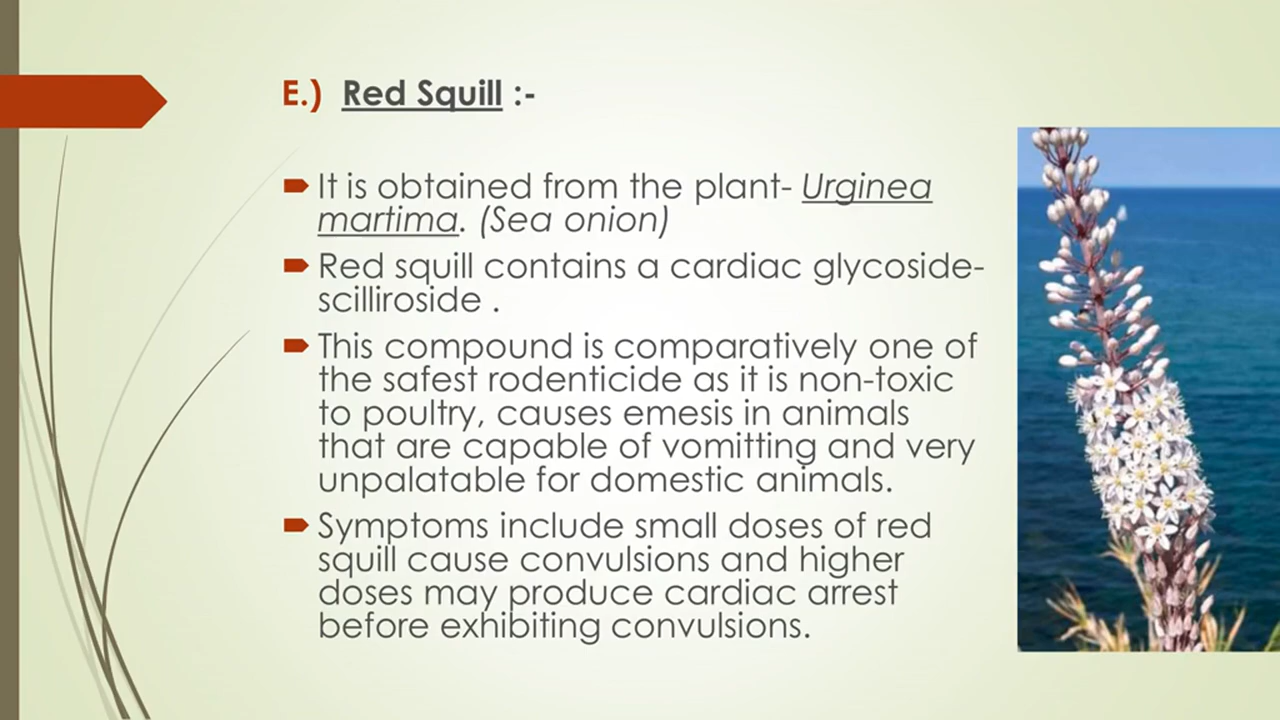 E.) Red Squill :-
It is obtained from the plant- Urginea
martima. (Sea onion)
Red squill contains a cardiac glycoside-
scilliroside .
This compound is comparatively one of
the safest rodenticide as it is non-toxic
to poultry, causes emesis in animals
that are capable of vomitting and very
unpalatable for domestic animals.
Symptoms include small doses of red
squill cause convulsions and higher
doses may produce cardiac arrest
before exhibiting convulsions.